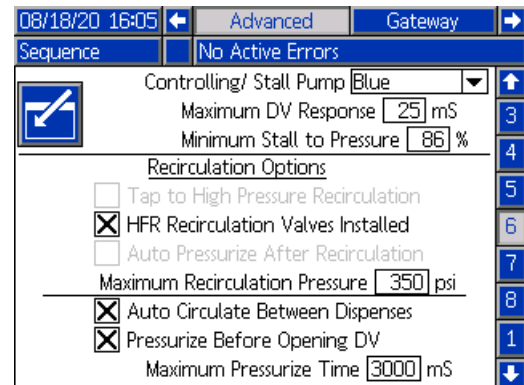 08/18/20 16:05 Advanced Gateway
Sequence No Active Errors
Controlling/ Stall Pump Blue
Maximum DV Response 25 mS
3
Minimum Stall to Pressure 86 %
4
Recirculation Options
Tap to High Pressure Recirculation
5
HFR Recirculation Valves Installed
6
Auto Pressurize After Recirculation
7
Maximum Recirculation Pressure 350 psi
8
Auto Circulate Between Dispenses
Pressurize Before Opening DV
1
Maximum Pressurize Time 3000 mS